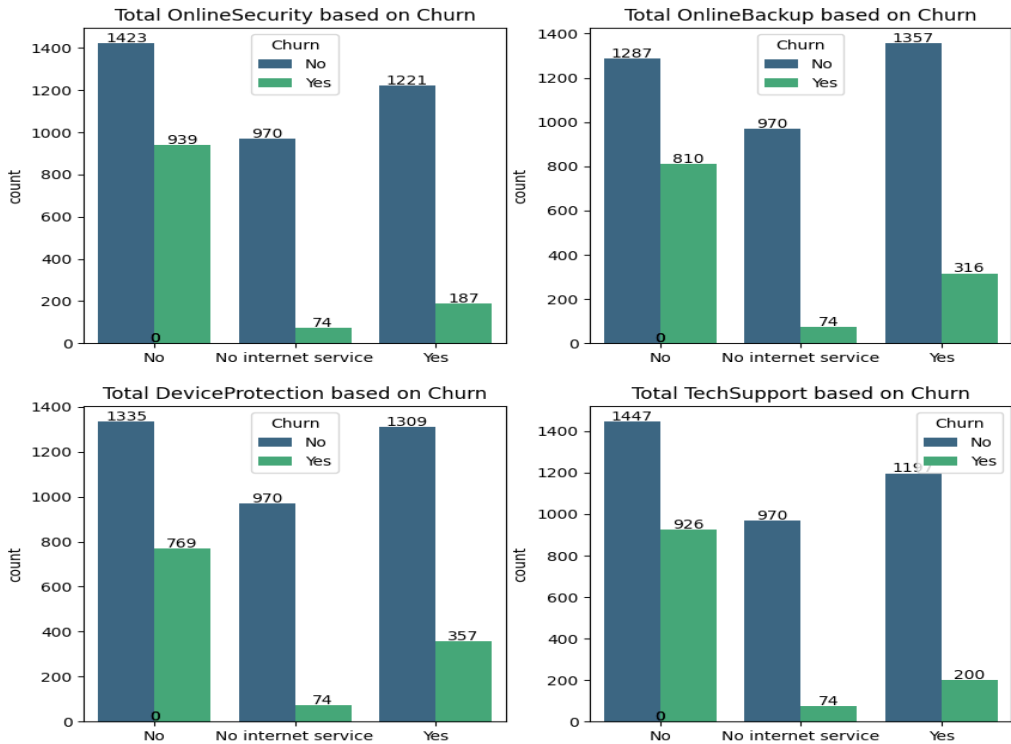 Total OnlineSecurity based on Churn
1400
1200
1000
800
600
400
200
0
count
1423
939
970
74
1221
187
0
Churn
No
Yes
No
No internet service
Yes
Total OnlineBackup based on Churn
1400
1200
1000
800
600
400
200
0
count
1287
810
970
74
1357
316
0
Churn
No
Yes
No
No internet service
Yes
Total DeviceProtection based on Churn
1400
1200
1000
800
600
400
200
0
count
1335
769
970
74
1309
357
0
Churn
No
Yes
No
No internet service
Yes
Total TechSupport based on Churn
1400
1200
1000
800
600
400
200
0
count
1447
926
970
74
1197
200
0
Churn
No
Yes
No
No internet service
Yes